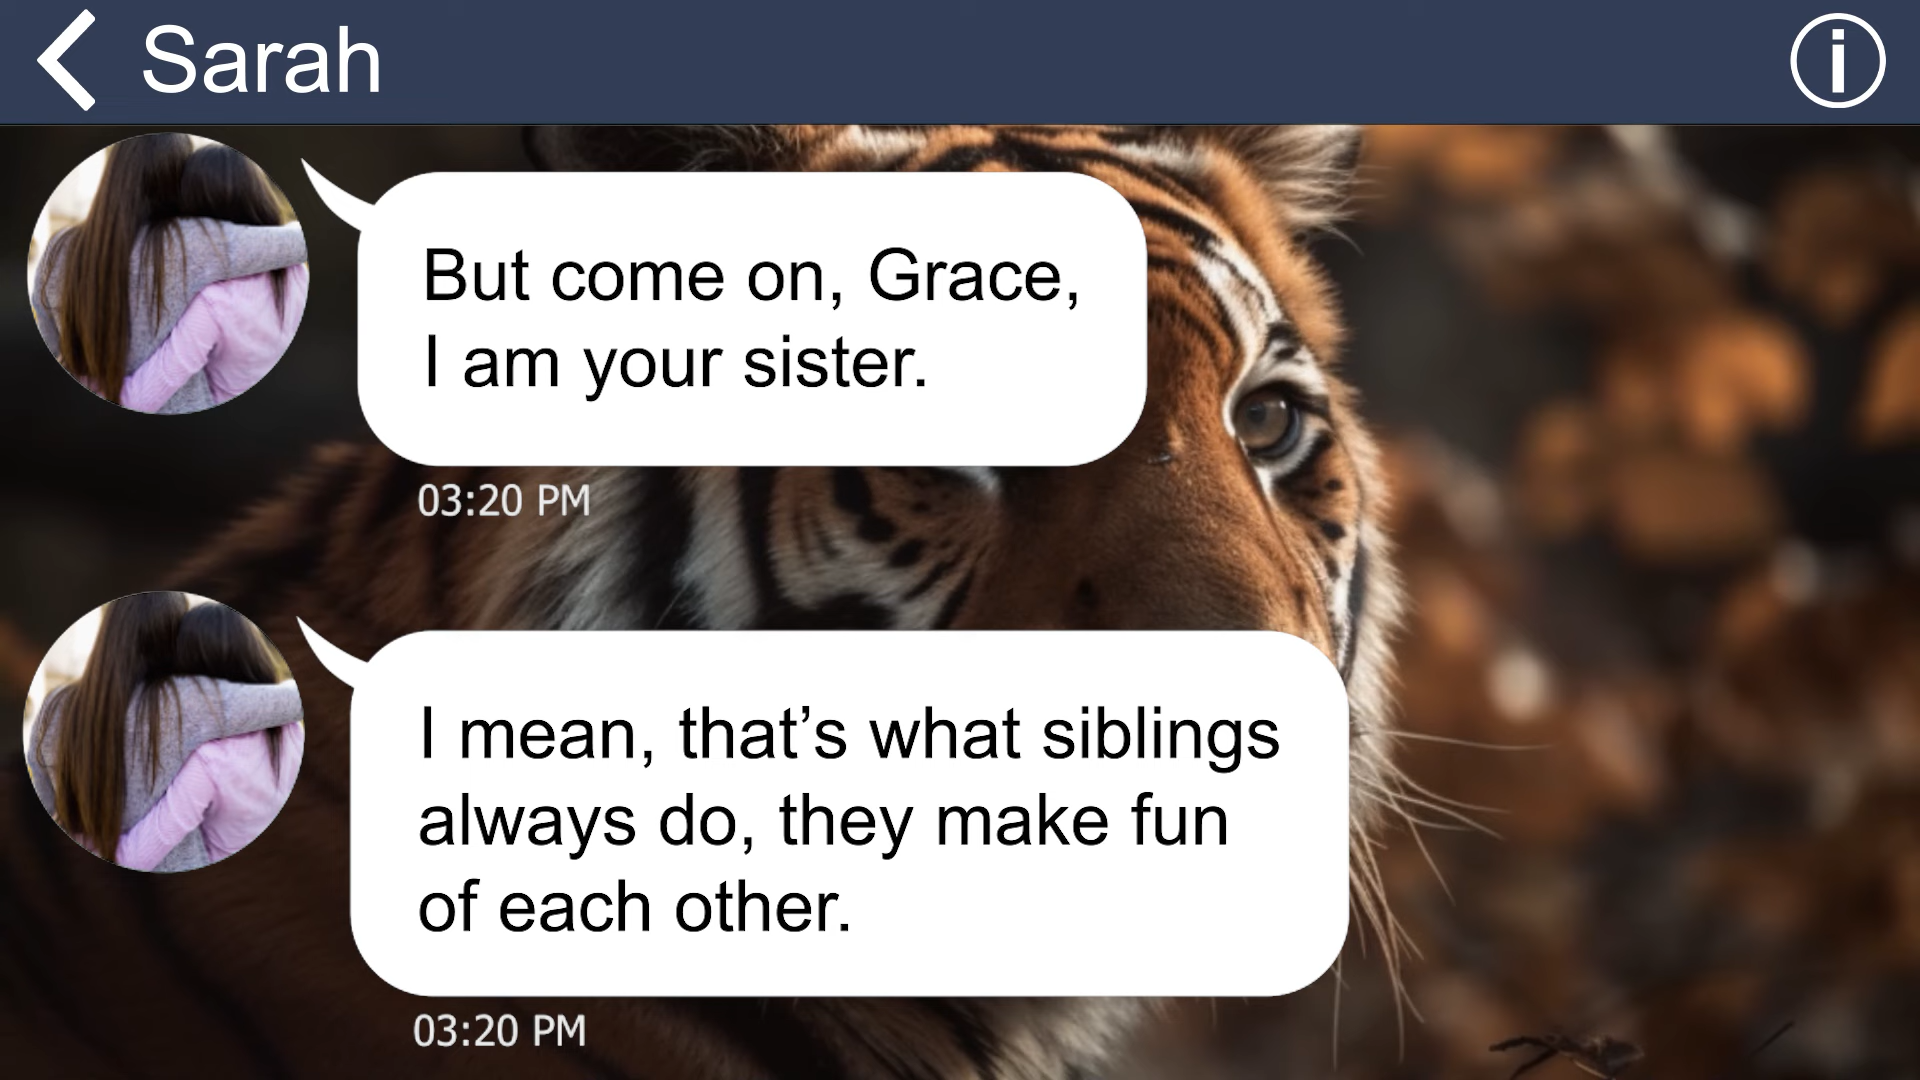 Sarah
But come on, Grace,
I am your sister.
03:20 PM
I mean, that’s what siblings
always do, they make fun
of each other.
03:20 PM